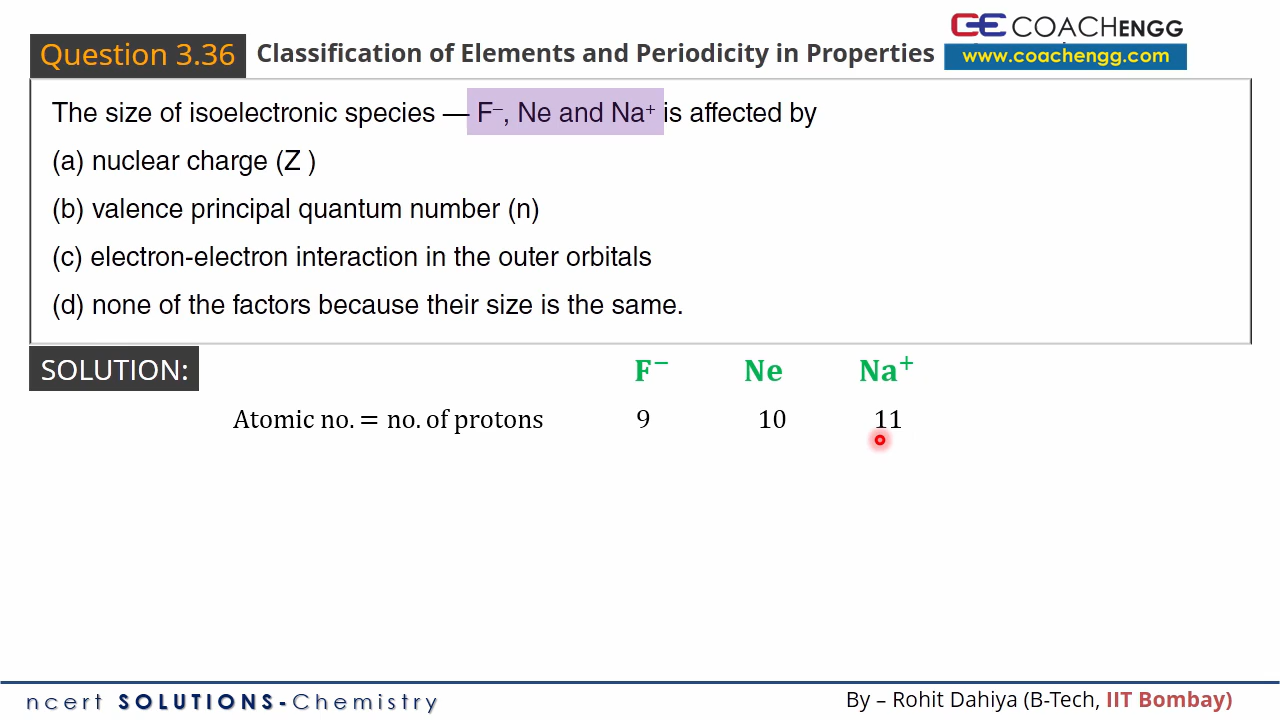 Question 3.36 Classification of Elements and Periodicity in Properties
COACHENGG
www.coachengg.com
The size of isoelectronic species — F⁻, Ne and Na⁺ is affected by
(a) nuclear charge (Z )
(b) valence principal quantum number (n)
(c) electron-electron interaction in the outer orbitals
(d) none of the factors because their size is the same.
SOLUTION: F⁻ Ne Na⁺
Atomic no. = no. of protons 9 10 11
ncert SOLUTIONS-Chemistry By – Rohit Dahiya (B-Tech, IIT Bombay)